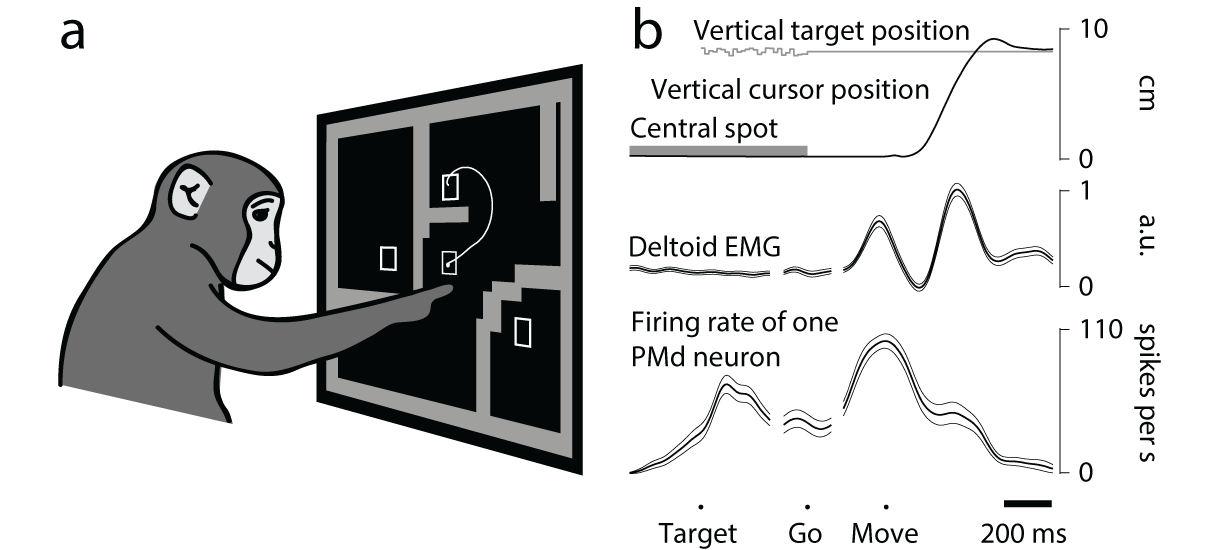 a
b
Vertical target position
10
Vertical cursor position
cm
Central spot
0
1
Deltoid EMG
a.u.
0
Firing rate of one
PMd neuron
110
spikes per s
0
Target
Go
Move
200 ms